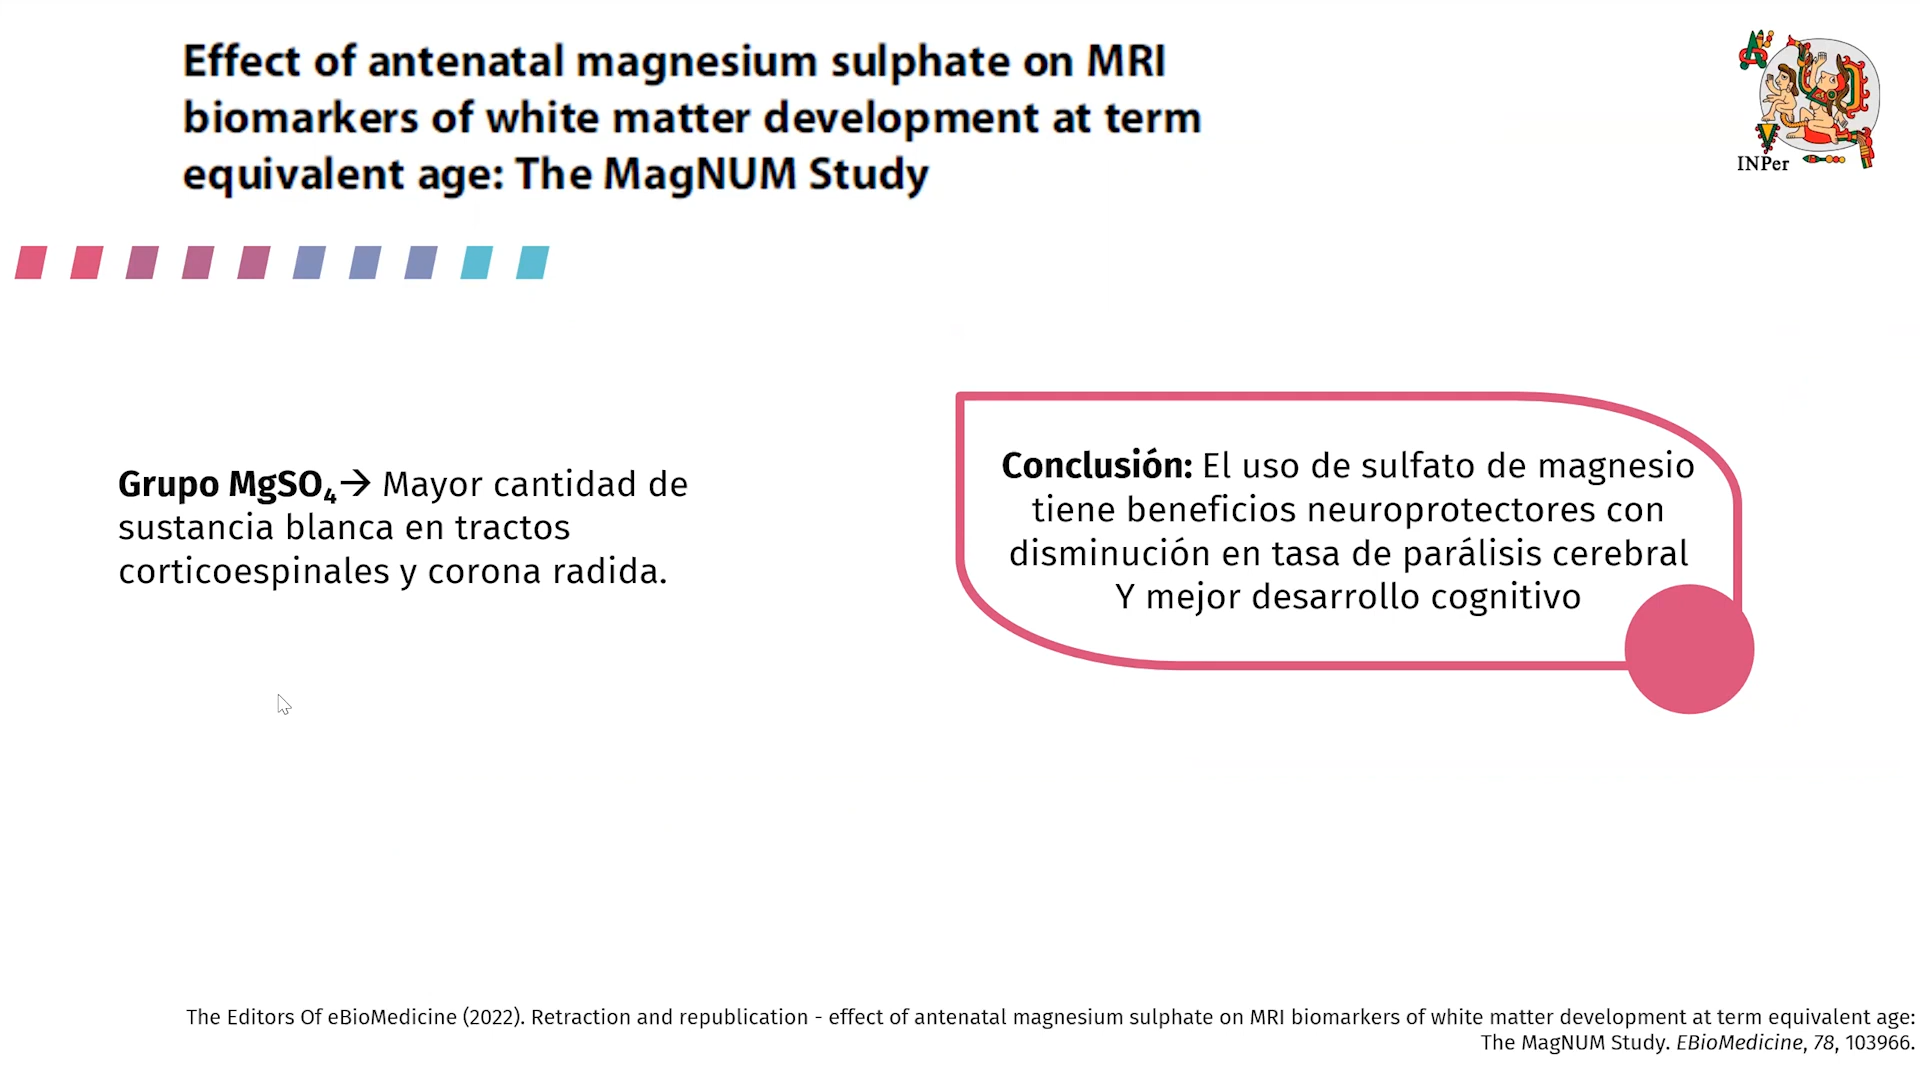 Effect of antenatal magnesium sulphate on MRI
biomarkers of white matter development at term
equivalent age: The MagNUM Study
INPer
Grupo MgSO₄→ Mayor cantidad de
sustancia blanca en tractos
corticoespinales y corona radida.
Conclusión: El uso de sulfato de magnesio
tiene beneficios neuroprotectores con
disminución en tasa de parálisis cerebral
Y mejor desarrollo cognitivo
The Editors Of eBioMedicine (2022). Retraction and republication - effect of antenatal magnesium sulphate on MRI biomarkers of white matter development at term equivalent age:
The MagNUM Study. EBioMedicine, 78, 103966.